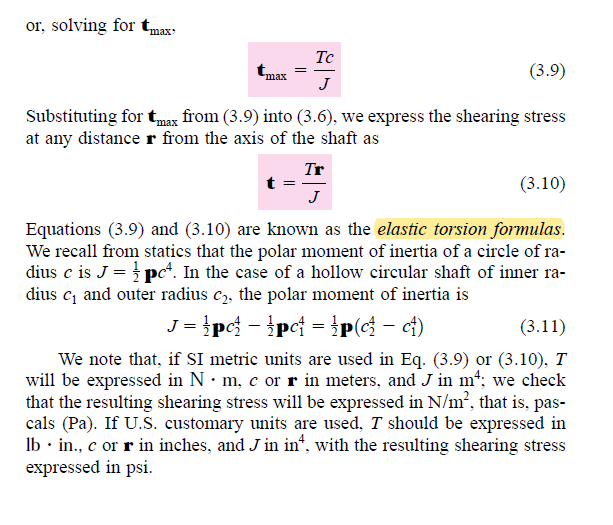 or, solving for t_max,
t_max = Tc/J (3.9)
Substituting for t_max from (3.9) into (3.6), we express the shearing stress
at any distance r from the axis of the shaft as
t = Tr/J (3.10)
Equations (3.9) and (3.10) are known as the elastic torsion formulas.
We recall from statics that the polar moment of inertia of a circle of ra-
dius c is J = ½ pc⁴. In the case of a hollow circular shaft of inner ra-
dius c₁ and outer radius c₂, the polar moment of inertia is
J = ½pc₂⁴ − ½pc₁⁴ = ½p(c₂⁴ − c₁⁴) (3.11)
We note that, if SI metric units are used in Eq. (3.9) or (3.10), T
will be expressed in N · m, c or r in meters, and J in m⁴; we check
that the resulting shearing stress will be expressed in N/m², that is, pas-
cals (Pa). If U.S. customary units are used, T should be expressed in
lb · in., c or r in inches, and J in in⁴, with the resulting shearing stress
expressed in psi.